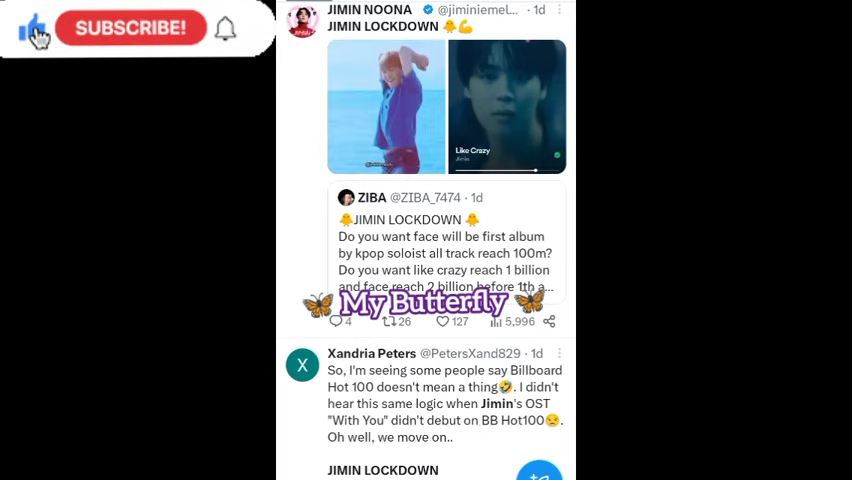 SUBSCRIBE!
JIMIN NOONA @jiminiemel... · 1d
JIMIN LOCKDOWN 🐥💪
Like Crazy
Jimin
ZIBA @ZIBA_7474 · 1d
🐥JIMIN LOCKDOWN 🐥
Do you want face will be first album
by kpop soloist all track reach 100m?
Do you want like crazy reach 1 billion
and face reach 2 billion before 1th a...
🦋 My Butterfly 🦋
4 26 127 5,996
X
Xandria Peters @PetersXand829 · 1d
So, I'm seeing some people say Billboard
Hot 100 doesn't mean a thing🤣. I didn't
hear this same logic when Jimin's OST
"With You" didn't debut on BB Hot100😒.
Oh well, we move on..
JIMIN LOCKDOWN